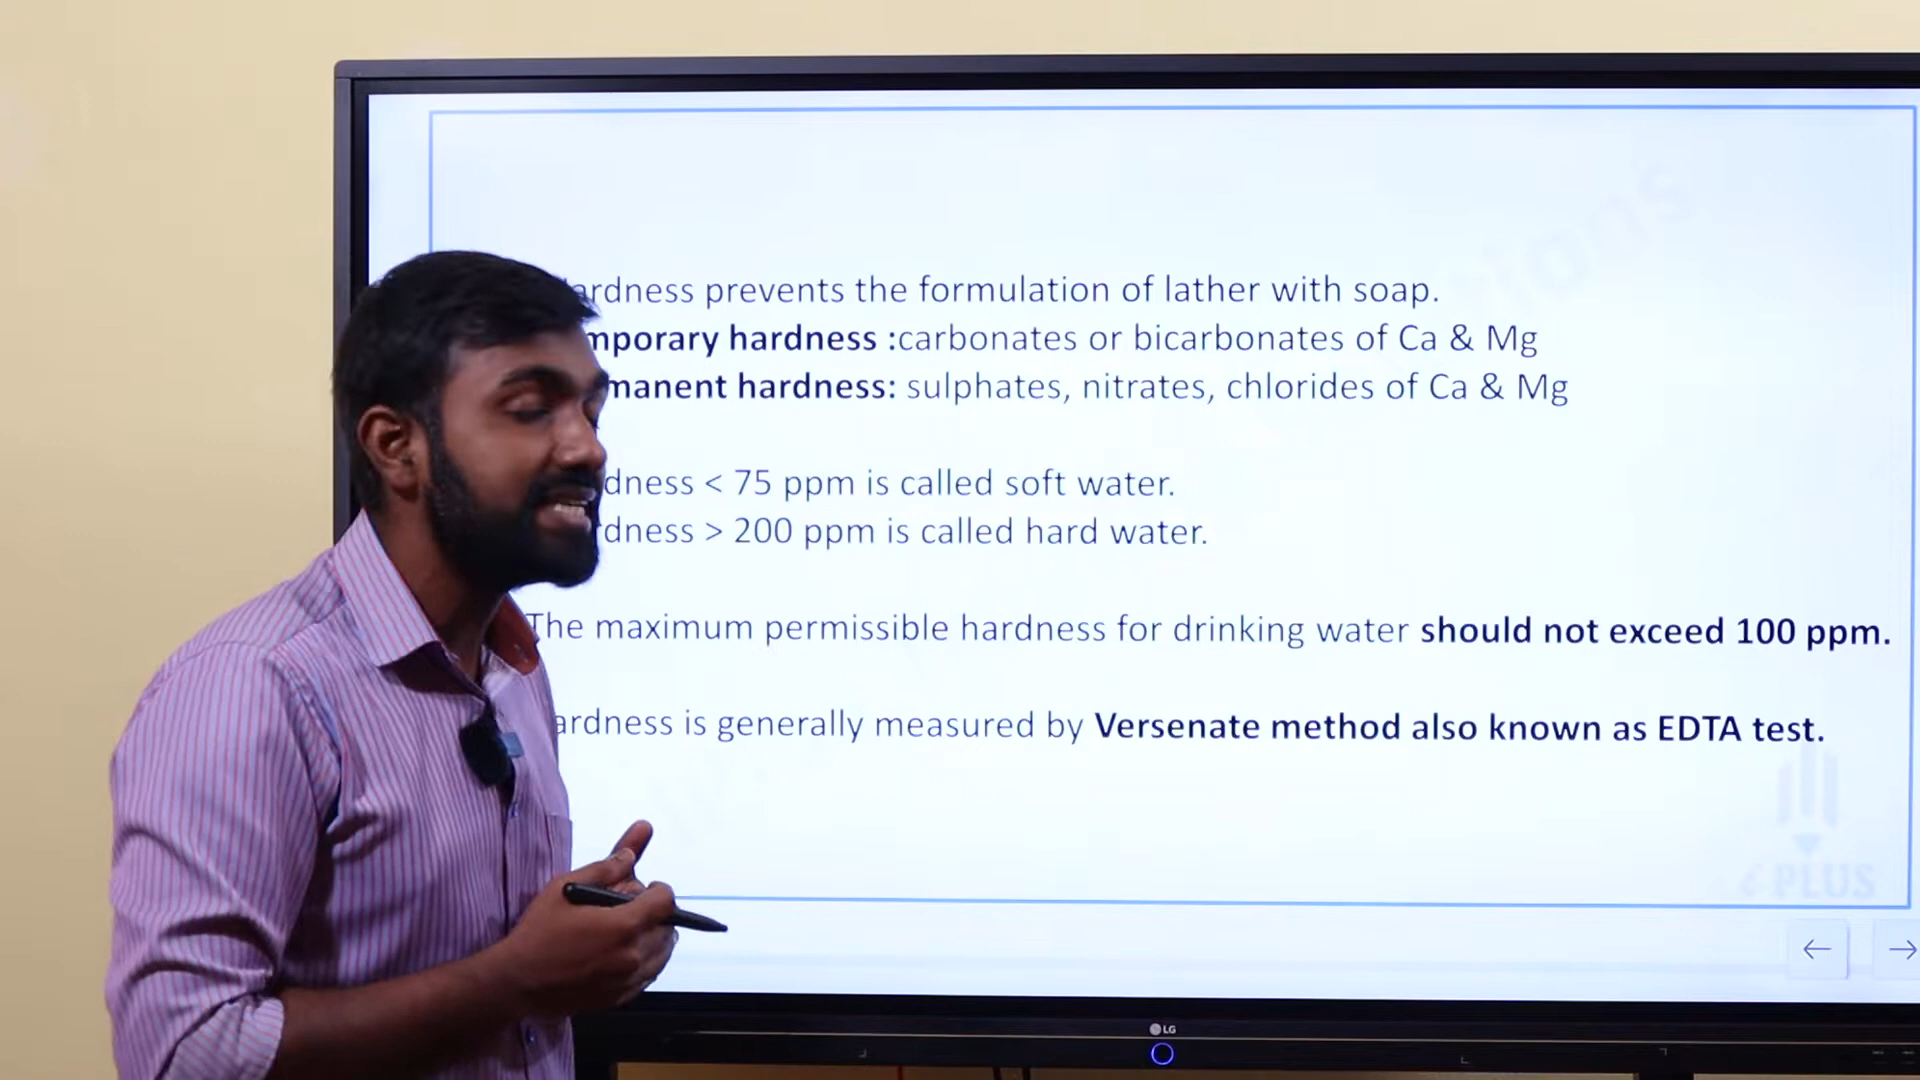 ardness prevents the formulation of lather with soap.
mporary hardness :carbonates or bicarbonates of Ca & Mg
manent hardness: sulphates, nitrates, chlorides of Ca & Mg
dness < 75 ppm is called soft water.
rdness > 200 ppm is called hard water.
The maximum permissible hardness for drinking water should not exceed 100 ppm.
ardness is generally measured by Versenate method also known as EDTA test.
PLUS
LG